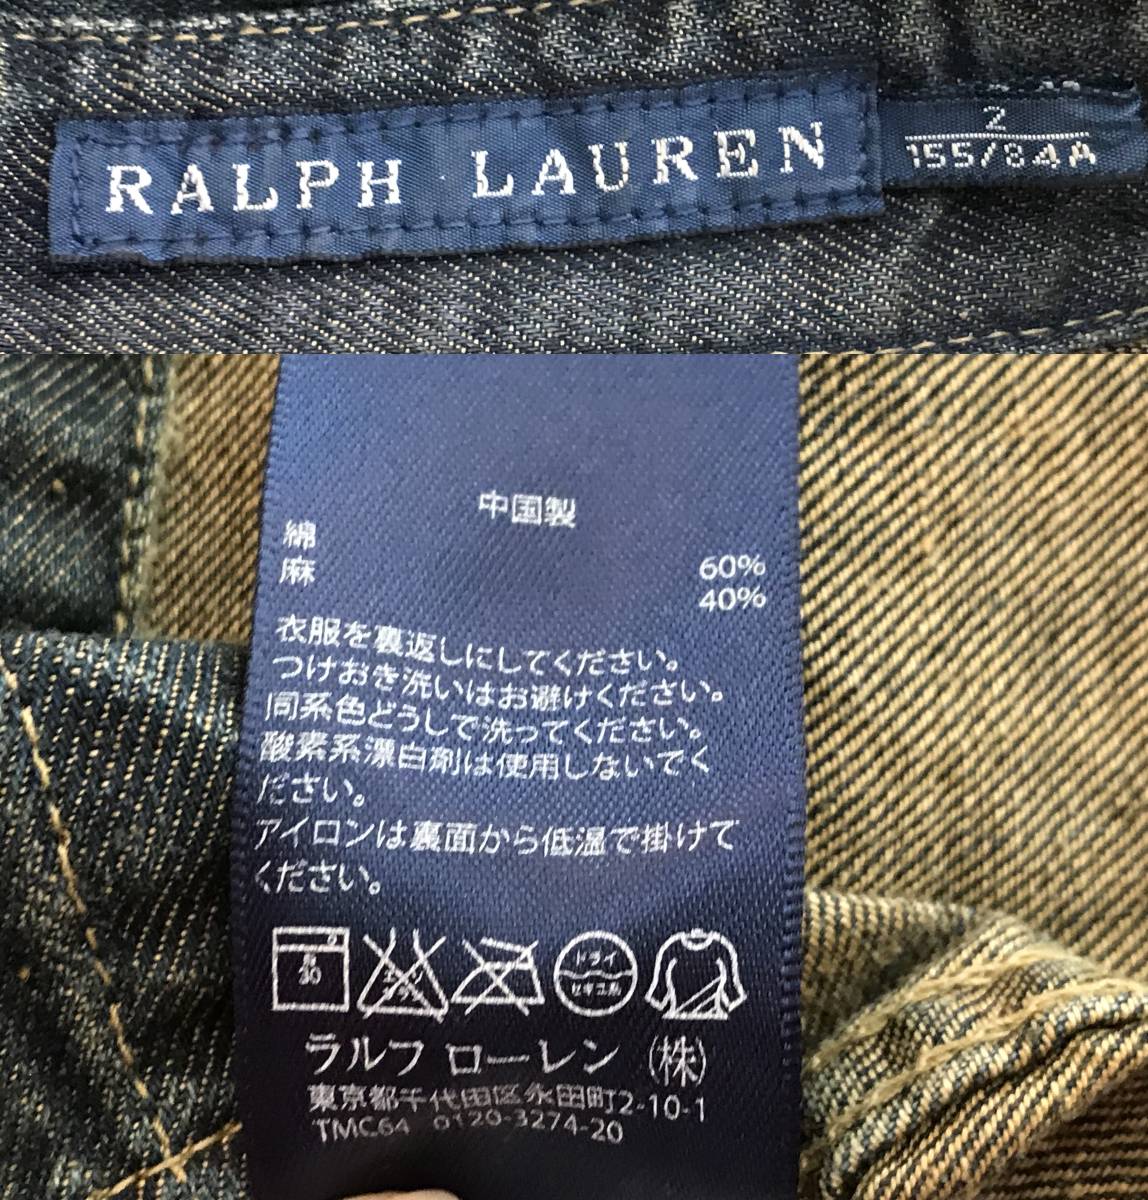 RALPH LAUREN
2
155/84A
中国製
綿 60%
麻 40%
衣服を裏返しにしてください。
つけおき洗いはお避けください。
同系色どうしで洗ってください。
酸素系漂白剤は使用しないでく
ださい。
アイロンは裏面から低温で掛けて
ください。
30
ドライ
セキユ系
ラルフ ローレン (株)
東京都千代田区永田町2-10-1
TMC64 0120-3274-20